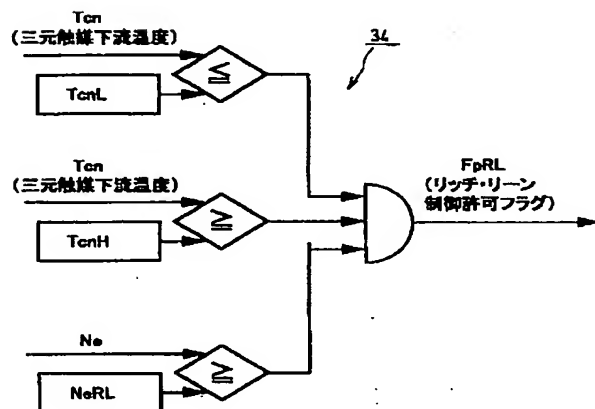 Tcn
(三元触媒下流温度)
34
TcnL
≦
Tcn
(三元触媒下流温度)
FpRL
(リッチ・リーン
制御許可フラグ)
TcnH
≧
Ne
NeRL
≧